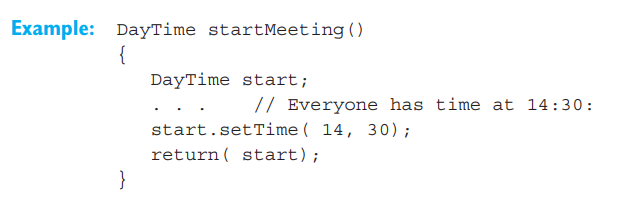 Example: DayTime startMeeting()
{
DayTime start;
. . . // Everyone has time at 14:30:
start.setTime( 14, 30);
return( start);
}